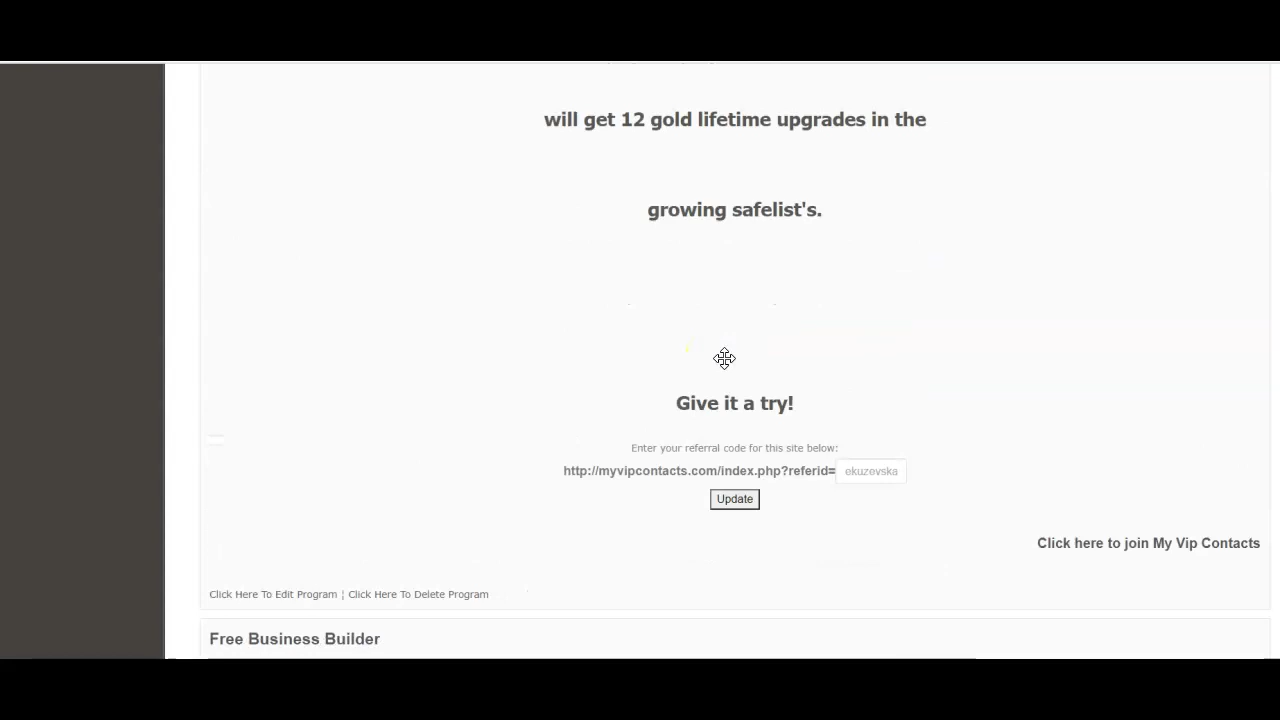 will get 12 gold lifetime upgrades in the
growing safelist's.
Give it a try!
Enter your referral code for this site below:
http://myvipcontacts.com/index.php?referid= ekuzevska
Update
Click here to join My Vip Contacts
Click Here To Edit Program ¦ Click Here To Delete Program
Free Business Builder